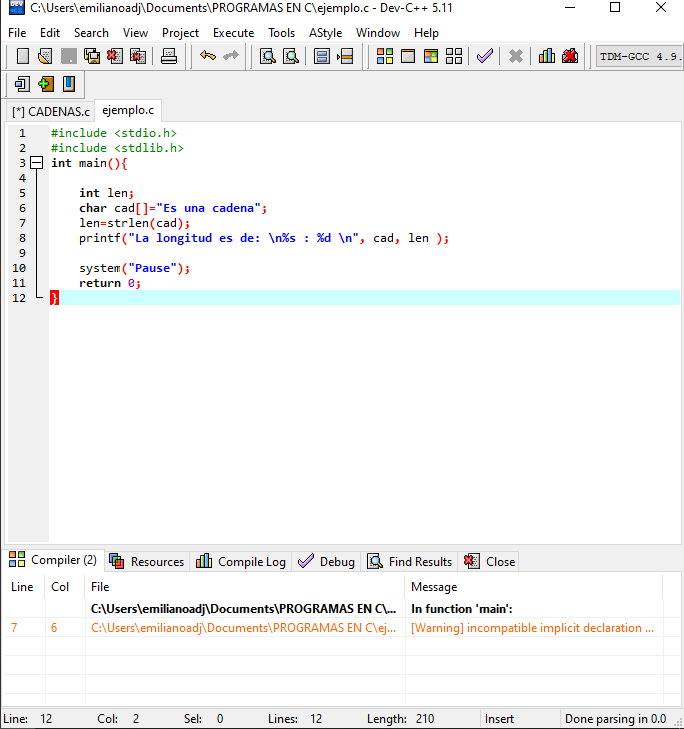 C:\Users\emilianoadj\Documents\PROGRAMAS EN C\ejemplo.c - Dev-C++ 5.11
File Edit Search View Project Execute Tools AStyle Window Help
TDM-GCC 4.9.
[*] CADENAS.c ejemplo.c
1 #include <stdio.h>
2 #include <stdlib.h>
3 int main(){
4
5 int len;
6 char cad[]="Es una cadena";
7 len=strlen(cad);
8 printf("La longitud es de: \n%s : %d \n", cad, len );
9
10 system("Pause");
11 return 0;
12 }
Compiler (2) Resources Compile Log Debug Find Results Close
Line Col File Message
C:\Users\emilianoadj\Documents\PROGRAMAS EN C\... In function 'main':
7 6 C:\Users\emilianoadj\Documents\PROGRAMAS EN C\ej... [Warning] incompatible implicit declaration ...
Line: 12 Col: 2 Sel: 0 Lines: 12 Length: 210 Insert Done parsing in 0.0